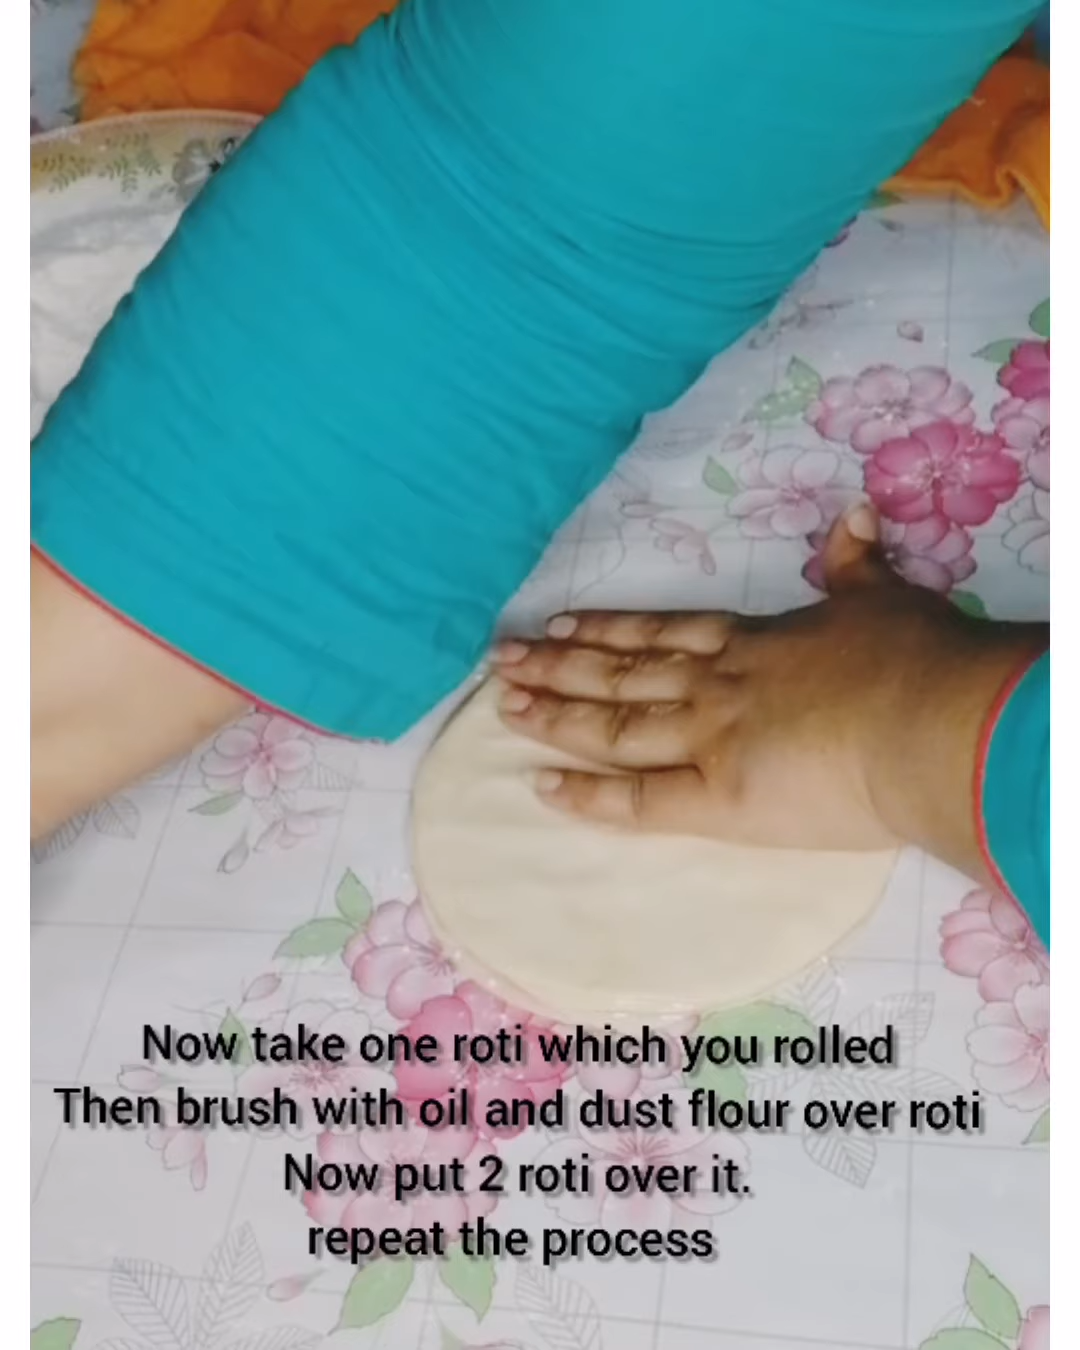 Now take one roti which you rolled
Then brush with oil and dust flour over roti
Now put 2 roti over it.
repeat the process